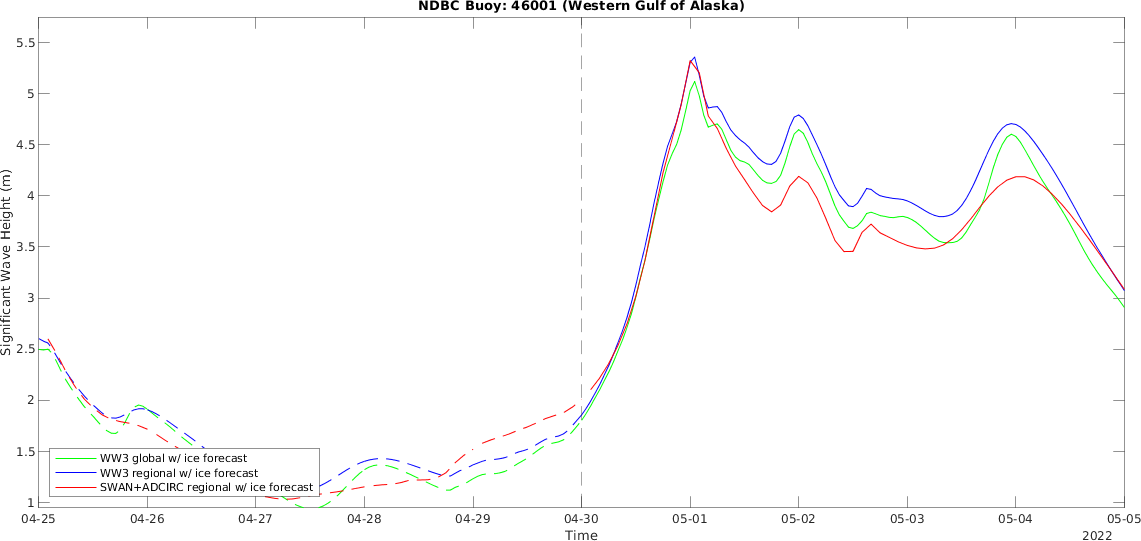 NDBC Buoy: 46001 (Western Gulf of Alaska)
Significant Wave Height (m)
5.5
5
4.5
4
3.5
3
2.5
2
1.5
1
WW3 global w/ ice forecast
WW3 regional w/ ice forecast
SWAN+ADCIRC regional w/ ice forecast
04-25 04-26 04-27 04-28 04-29 04-30 05-01 05-02 05-03 05-04 05-05
Time
2022